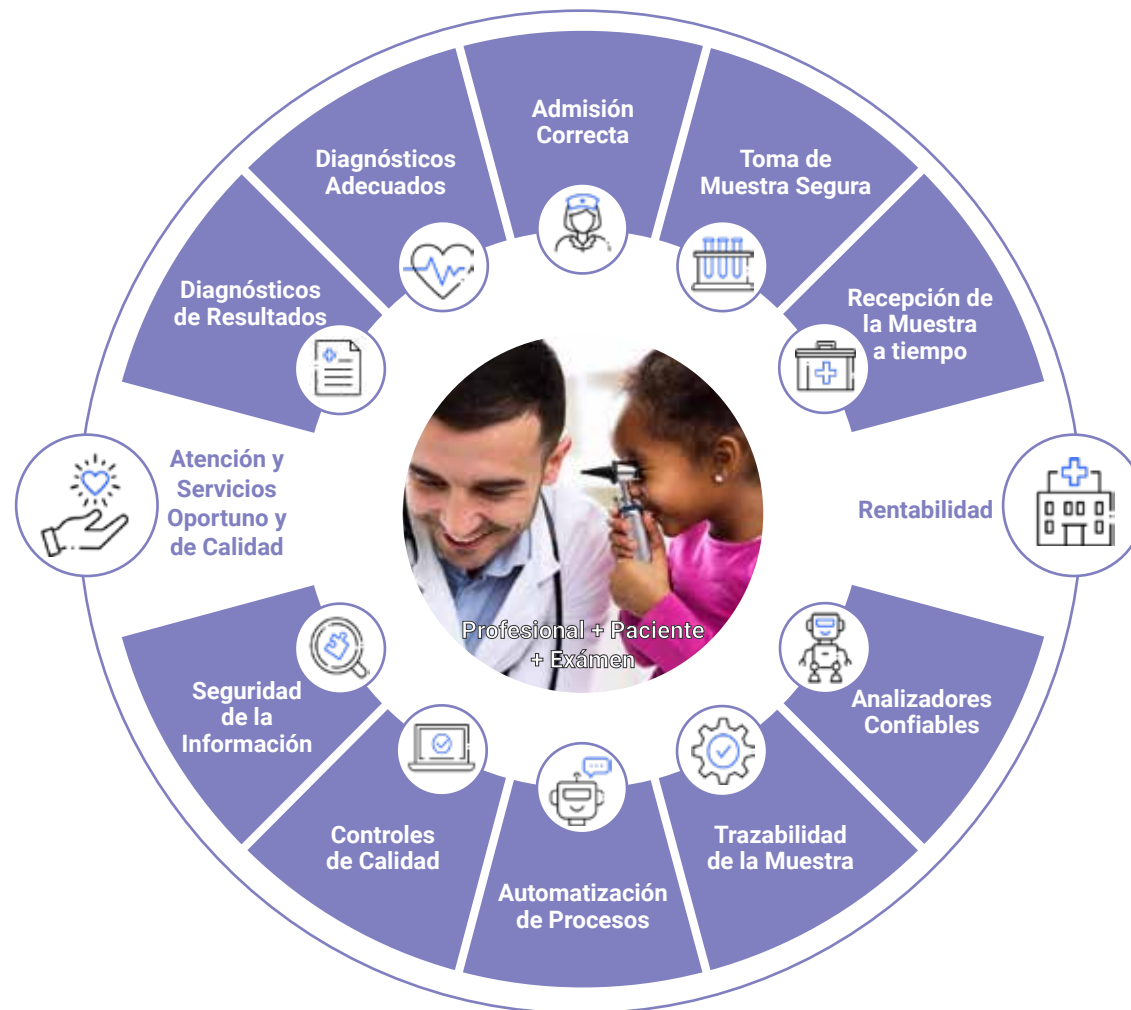 Admisión
Correcta
Toma de
Muestra Segura
Recepción de
la Muestra
a tiempo
Rentabilidad
Analizadores
Confiables
Trazabilidad
de la Muestra
Automatización
de Procesos
Controles
de Calidad
Seguridad
de la
Información
Atención y
Servicios
Oportuno y
de Calidad
Diagnósticos
de Resultados
Diagnósticos
Adecuados
Profesional + Paciente
+ Exámen